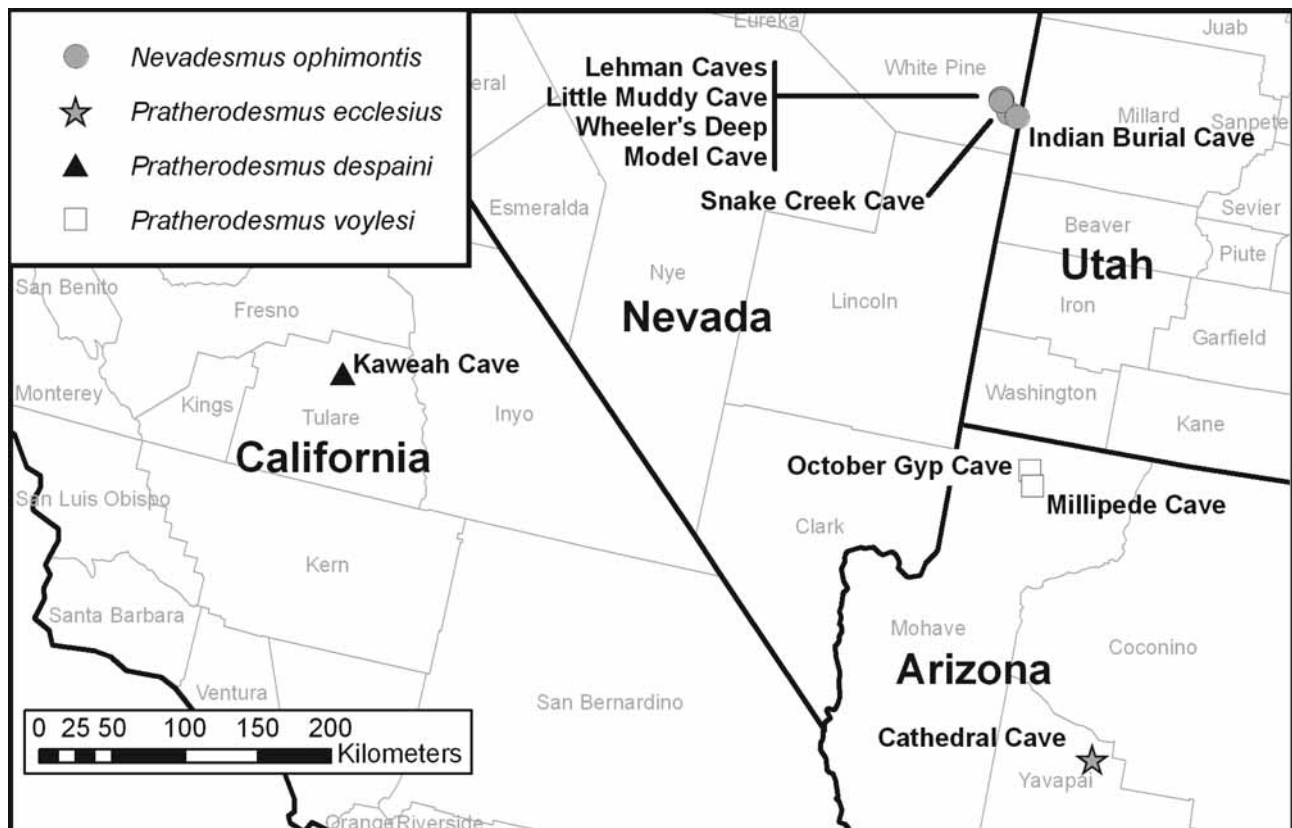 Nevadesmus ophimontis
Pratherodesmus ecclesius
Pratherodesmus despaini
Pratherodesmus voylesi
Eureka
Juab
Lehman Caves
Little Muddy Cave
Wheeler's Deep
Model Cave
White Pine
Millard
Sanpete
Indian Burial Cave
eral
Snake Creek Cave
Esmeralda
Sevier
Beaver
Utah
Piute
Nye
Nevada
Lincoln
Iron
Garfield
San Benito
Fresno
Kaweah Cave
Monterey
Kings
Tulare
Inyo
Washington
Kane
California
October Gyp Cave
Millipede Cave
San Luis Obispo
Clark
Kern
Santa Barbara
Mohave
Coconino
Arizona
Ventura
San Bernardino
Cathedral Cave
Yavapai
0 25 50 100 150 200
Kilometers
Orange
Riverside